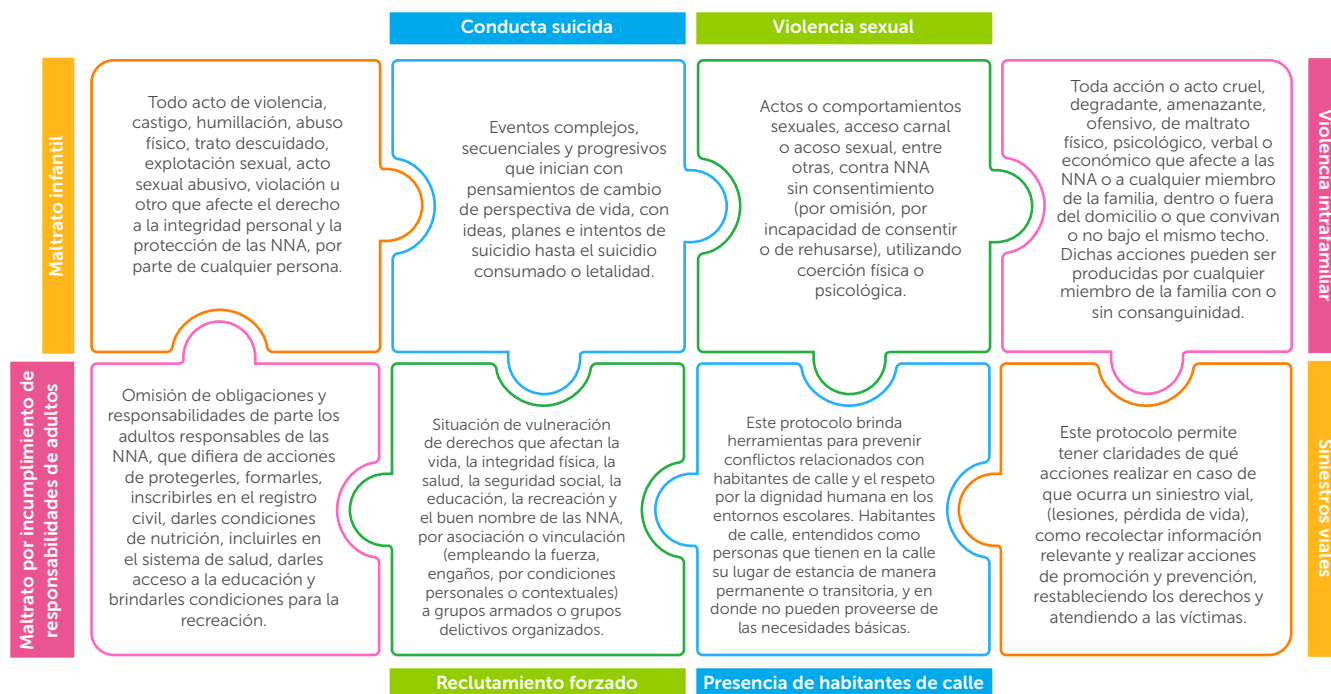 Conducta suicida
Violencia sexual
Maltrato infantil
Todo acto de violencia,
castigo, humillación, abuso
físico, trato descuidado,
explotación sexual, acto
sexual abusivo, violación u
otro que afecte el derecho
a la integridad personal y la
protección de las NNA, por
parte de cualquier persona.
Eventos complejos,
secuenciales y progresivos
que inician con
pensamientos de cambio
de perspectiva de vida, con
ideas, planes e intentos de
suicidio hasta el suicidio
consumado o letalidad.
Actos o comportamientos
sexuales, acceso carnal
o acoso sexual, entre
otras, contra NNA
sin consentimiento
(por omisión, por
incapacidad de consentir
o de rehusarse), utilizando
coerción física o
psicológica.
Toda acción o acto cruel,
degradante, amenazante,
ofensivo, de maltrato
físico, psicológico, verbal o
económico que afecte a las
NNA o a cualquier miembro
de la familia, dentro o fuera
del domicilio o que convivan
o no bajo el mismo techo.
Dichas acciones pueden ser
producidas por cualquier
miembro de la familia con o
sin consanguinidad.
Violencia intrafamiliar
Maltrato por incumplimiento de
responsabilidades de adultos
Omisión de obligaciones y
responsabilidades de parte los
adultos responsables de las
NNA, que difiera de acciones
de protegerles, formarles,
inscribirles en el registro
civil, darles condiciones
de nutrición, incluirles en
el sistema de salud, darles
acceso a la educación y
brindarles condiciones para la
recreación.
Situación de vulneración
de derechos que afectan la
vida, la integridad física, la
salud, la seguridad social, la
educación, la recreación y
el buen nombre de las NNA,
por asociación o vinculación
(empleando la fuerza,
engaños, por condiciones
personales o contextuales)
a grupos armados o grupos
delictivos organizados.
Este protocolo brinda
herramientas para prevenir
conflictos relacionados con
habitantes de calle y el respeto
por la dignidad humana en los
entornos escolares. Habitantes
de calle, entendidos como
personas que tienen en la calle
su lugar de estancia de manera
permanente o transitoria, y en
donde no pueden proveerse de
las necesidades básicas.
Este protocolo permite
tener claridades de qué
acciones realizar en caso de
que ocurra un siniestro vial,
(lesiones, pérdida de vida),
como recolectar información
relevante y realizar acciones
de promoción y prevención,
restableciendo los derechos y
atendiendo a las víctimas.
Siniestros viales
Reclutamiento forzado
Presencia de habitantes de calle